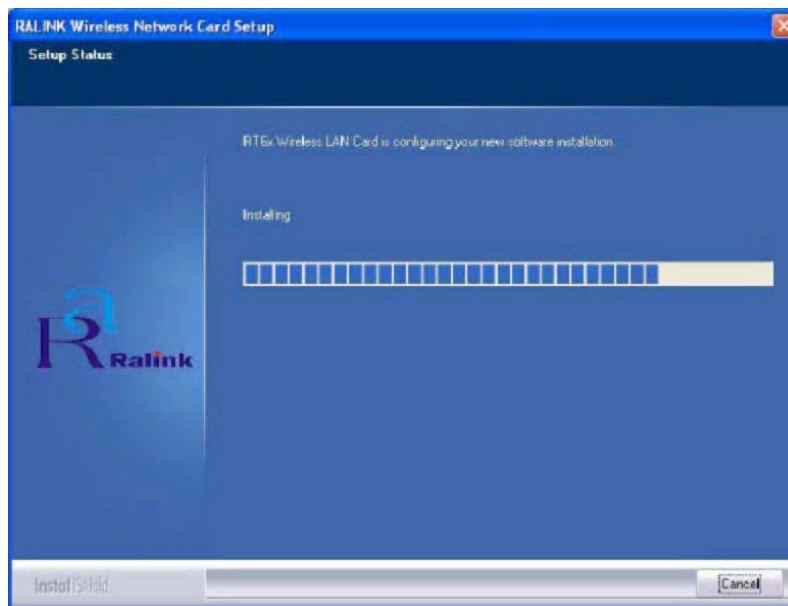 RALINK Wireless Network Card Setup
Setup Status
RT6x Wireless LAN Card is configuring your new software installation.
Installing
Ralink
InstallShield
Cancel